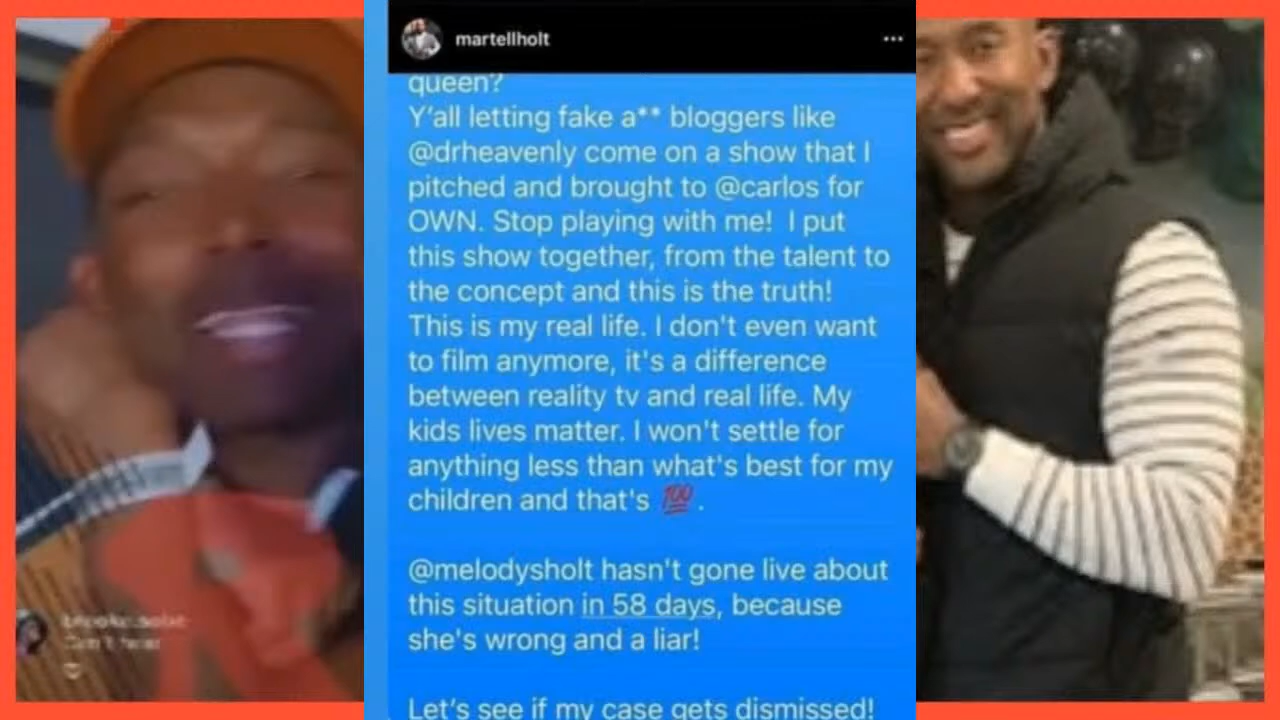 martellholt
queen?
Y'all letting fake a** bloggers like
@drheavenly come on a show that I
pitched and brought to @carlos for
OWN. Stop playing with me!  I put
this show together, from the talent to
the concept and this is the truth!
This is my real life. I don't even want
to film anymore, it's a difference
between reality tv and real life. My
kids lives matter. I won't settle for
anything less than what's best for my
children and that's 💯.
@melodysholt hasn't gone live about
this situation in 58 days, because
she's wrong and a liar!
Let's see if my case gets dismissed!